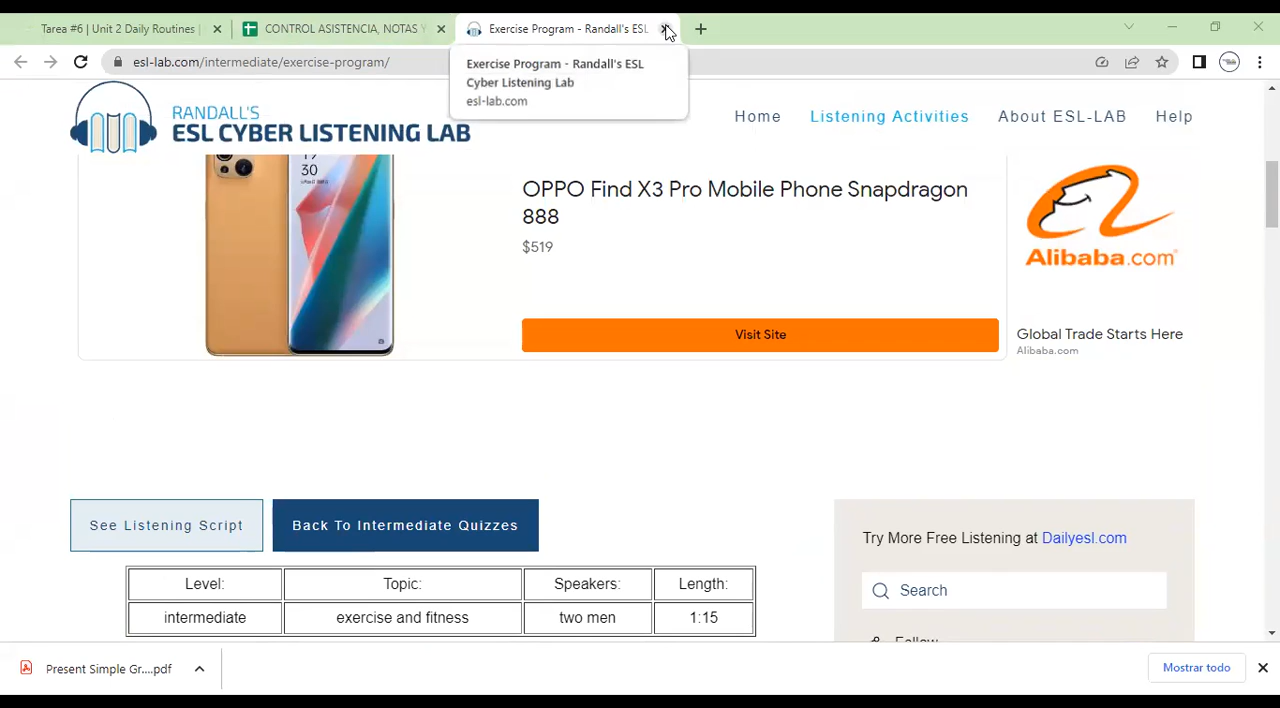 Tarea #6 | Unit 2 Daily Routines |
CONTROL ASISTENCIA, NOTAS Y
Exercise Program - Randall's ESL
esl-lab.com/intermediate/exercise-program/
Exercise Program - Randall's ESL
Cyber Listening Lab
esl-lab.com
RANDALL'S
ESL CYBER LISTENING LAB
Home
Listening Activities
About ESL-LAB
Help
30
OPPO Find X3 Pro Mobile Phone Snapdragon
888
$519
Visit Site
Alibaba.com
Global Trade Starts Here
Alibaba.com
See Listening Script
Back To Intermediate Quizzes
Level: Topic: Speakers: Length:
intermediate exercise and fitness two men 1:15
Try More Free Listening at Dailyesl.com
Search
Follow
Present Simple Gr....pdf
Mostrar todo